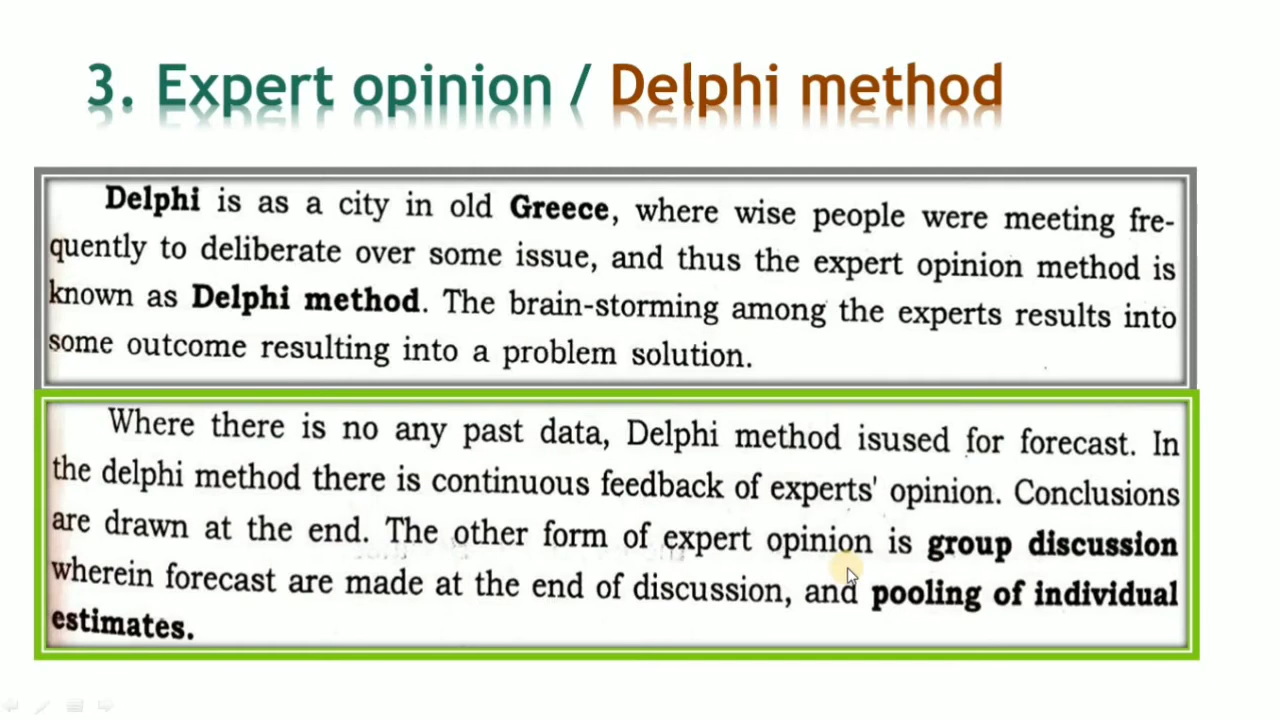 3. Expert opinion / Delphi method
Delphi is as a city in old Greece, where wise people were meeting fre-
quently to deliberate over some issue, and thus the expert opinion method is
known as Delphi method. The brain-storming among the experts results into
some outcome resulting into a problem solution.
Where there is no any past data, Delphi method isused for forecast. In
the delphi method there is continuous feedback of experts' opinion. Conclusions
are drawn at the end. The other form of expert opinion is group discussion
wherein forecast are made at the end of discussion, and pooling of individual
estimates.